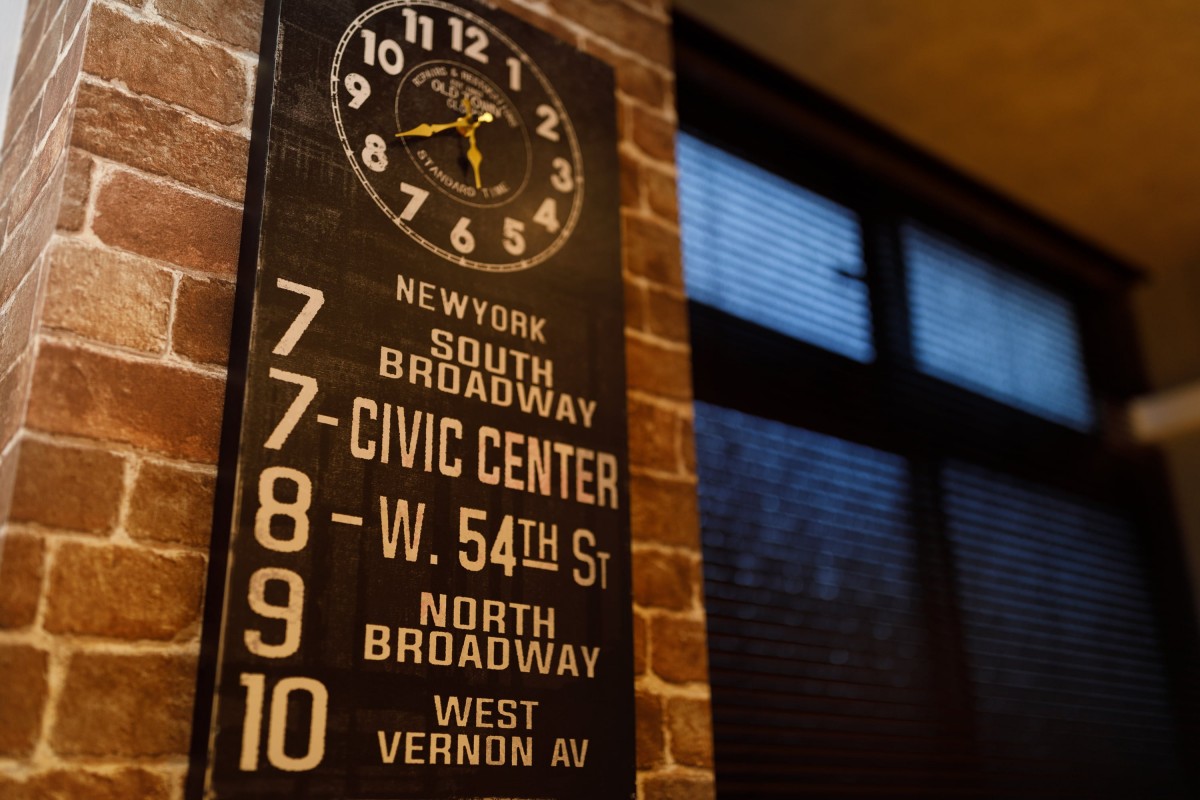 11 12 1
10 2
9 3
8 4
7 6 5
OLD TOWN
STANDARD TIME
NEWYORK
7 SOUTH
BROADWAY
7-CIVIC CENTER
8-W. 54TH ST
9 NORTH
BROADWAY
10 WEST
VERNON AV